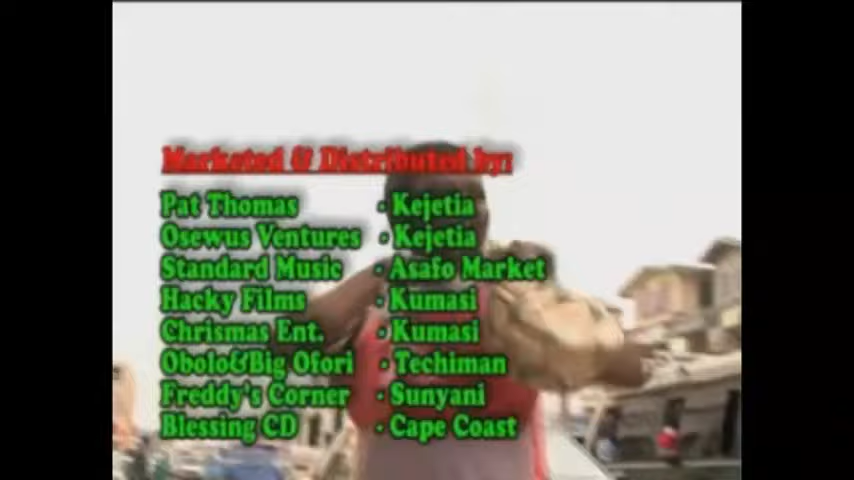 Marketed & Distributed by:
Pat Thomas - Kejetia
Osewus Ventures - Kejetia
Standard Music - Asafo Market
Hacky Films - Kumasi
Chrismas Ent. - Kumasi
Obolo&Big Ofori - Techiman
Freddy's Corner - Sunyani
Blessing CD - Cape Coast